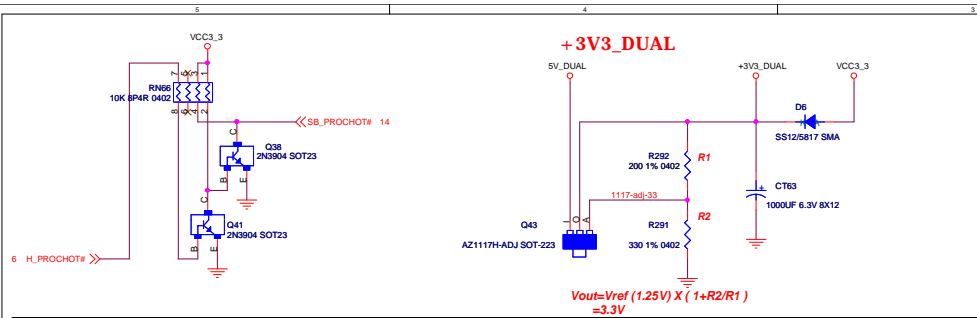 5
4
3
VCC3_3
+3V3_DUAL
5V_DUAL
+3V3_DUAL
VCC3_3
7
5
3
1
RN66
10K 8P4R 0402
8
6
4
2
D6
SS12/5817 SMA
SB_PROCHOT# 14
C
Q38
2N3904 SOT23
B
E
R292
200 1% 0402
R1
CT63
1000UF 6.3V 8X12
1117-adj-33
C
Q41
2N3904 SOT23
B
E
Q43
AZ1117H-ADJ SOT-223
I
O
A
R2
R291
330 1% 0402
6 H_PROCHOT#
Vout=Vref (1.25V) X ( 1+R2/R1 )
=3.3V